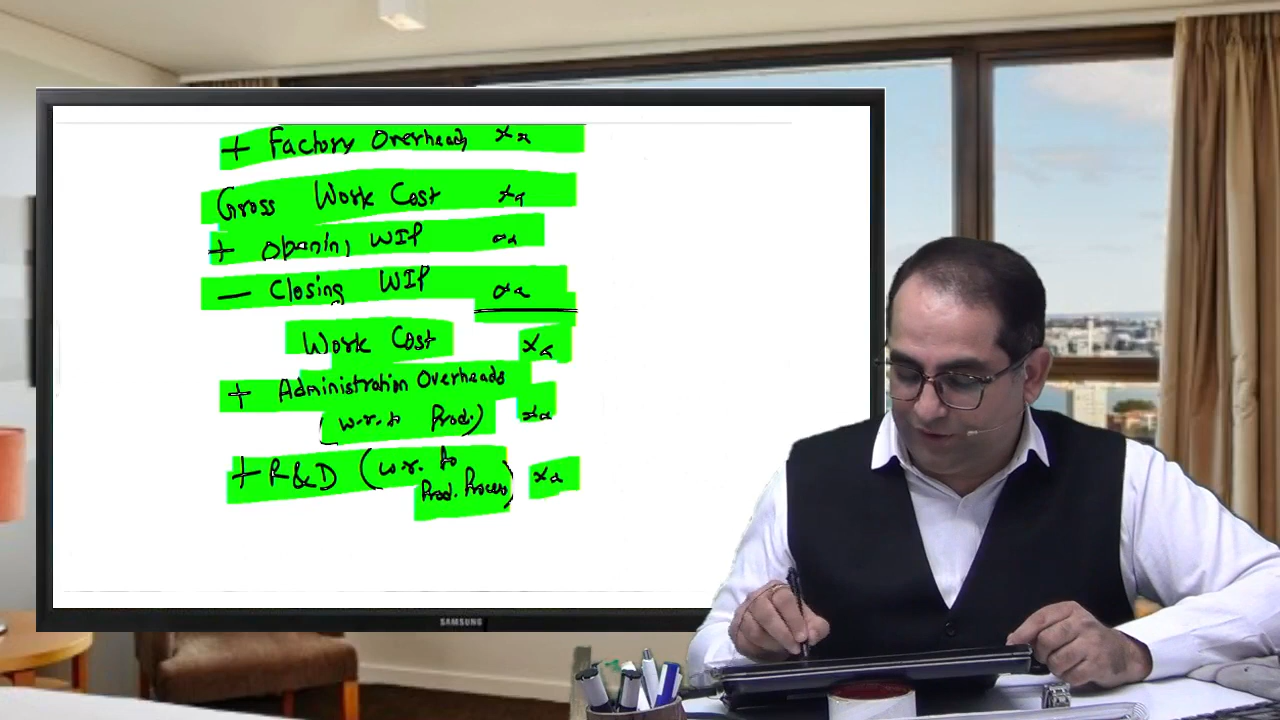 + Factory Overheads xx
Gross Work Cost xx
+ Opening WIP xx
- Closing WIP xx
Work Cost xx
+ Administration Overheads
(w.r. to Prod.) xx
+ R&D (w.r. to
Prod. Process) xx
SAMSUNG